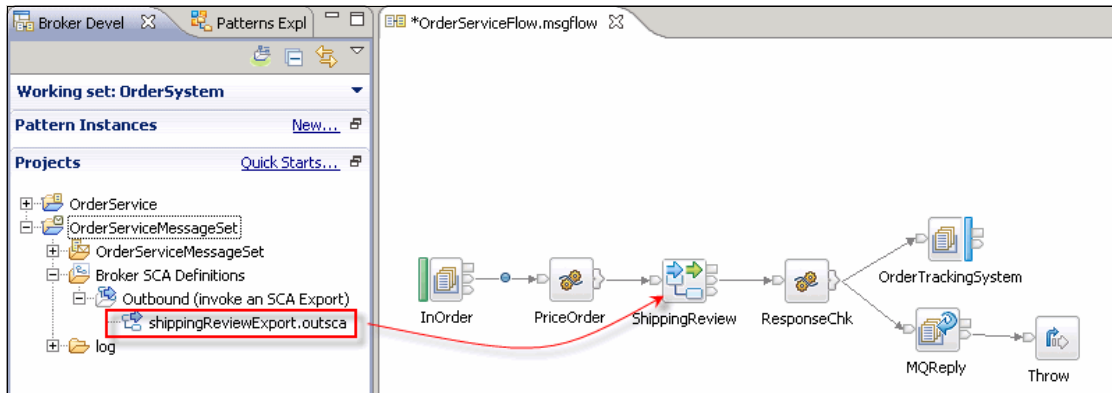 Broker Devel
Patterns Expl
*OrderServiceFlow.msgflow
Working set: OrderSystem
Pattern Instances
New...
Projects
Quick Starts...
OrderService
OrderServiceMessageSet
OrderServiceMessageSet
Broker SCA Definitions
Outbound (invoke an SCA Export)
shippingReviewExport.outsca
log
InOrder
PriceOrder
ShippingReview
ResponseChk
OrderTrackingSystem
MQReply
Throw